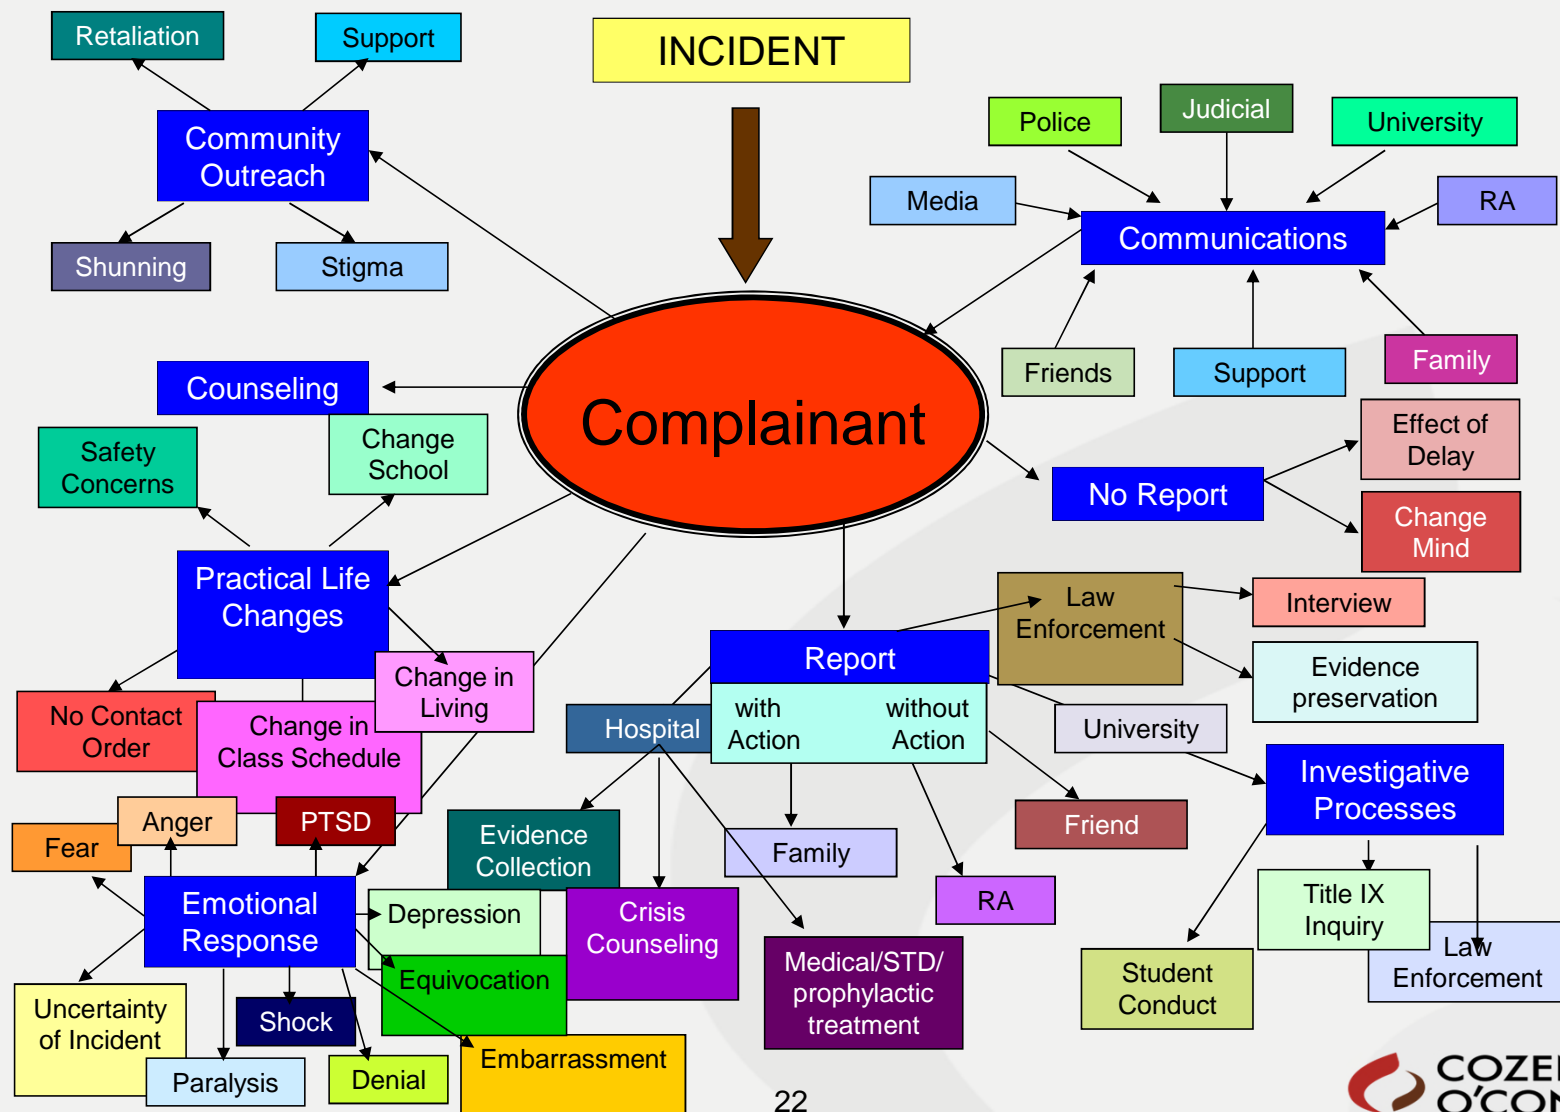 INCIDENT
Retaliation
Support
Community
Outreach
Shunning
Stigma
Police
Judicial
University
Media
RA
Communications
Friends
Support
Family
Counseling
Complainant
Safety
Concerns
Change
School
Effect of
Delay
No Report
Change
Mind
Practical Life
Changes
Law
Enforcement
Interview
Evidence
preservation
Report
with
Action
without
Action
Hospital
University
No Contact
Order
Change in
Class Schedule
Change in
Living
Investigative
Processes
Friend
Family
RA
Evidence
Collection
Crisis
Counseling
Medical/STD/
prophylactic
treatment
Title IX
Inquiry
Student
Conduct
Law
Enforcement
Anger
PTSD
Fear
Emotional
Response
Depression
Equivocation
Embarrassment
Uncertainty
of Incident
Shock
Paralysis
Denial
22